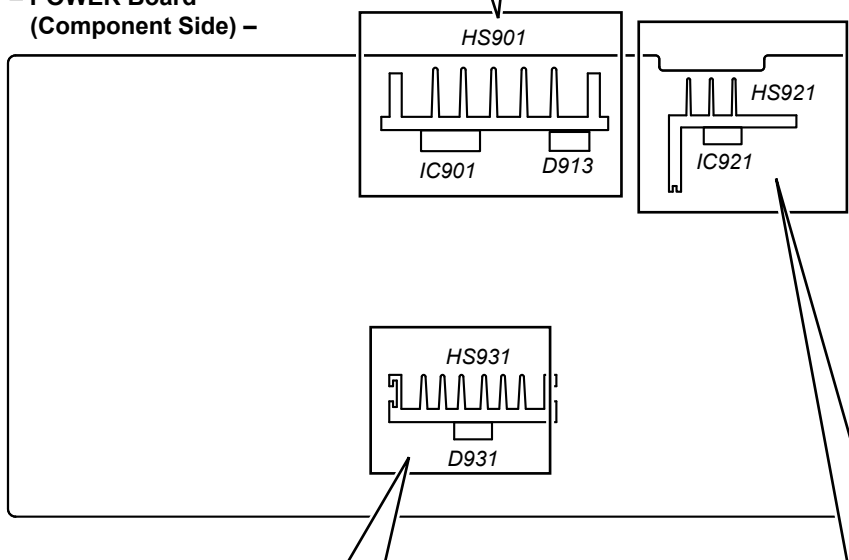 – POWER Board
(Component Side) –
HS901
HS921
IC901
D913
IC921
HS931
D931